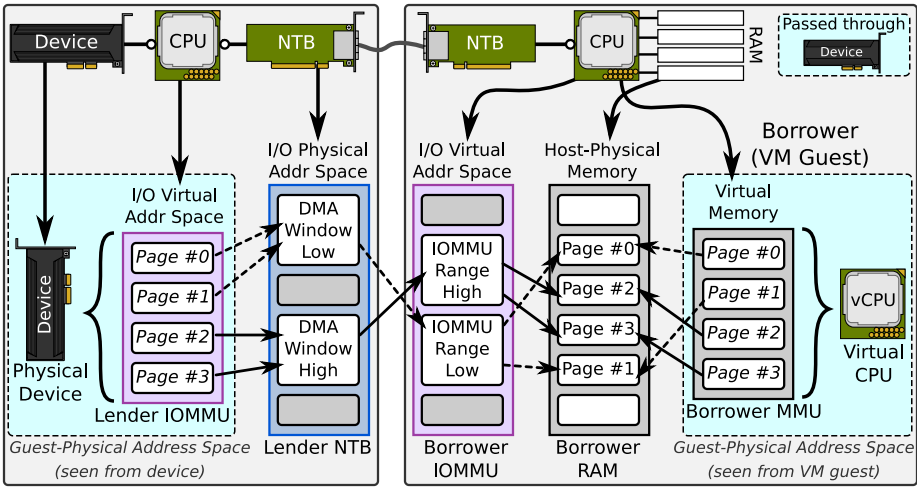 Device
CPU
NTB
NTB
CPU
RAM
Passed through
Device
I/O Physical
Addr Space
I/O Virtual
Addr Space
Host-Physical
Memory
Borrower
(VM Guest)
I/O Virtual
Addr Space
Virtual
Memory
DMA
Window
Low
DMA
Window
High
IOMMU
Range
High
IOMMU
Range
Low
Page #0
Page #2
Page #3
Page #1
Page #0
Page #1
Page #2
Page #3
Page #0
Page #1
Page #2
Page #3
Device
Physical
Device
vCPU
Virtual
CPU
Lender IOMMU
Lender NTB
Borrower
IOMMU
Borrower
RAM
Borrower MMU
Guest-Physical Address Space
(seen from device)
Guest-Physical Address Space
(seen from VM guest)